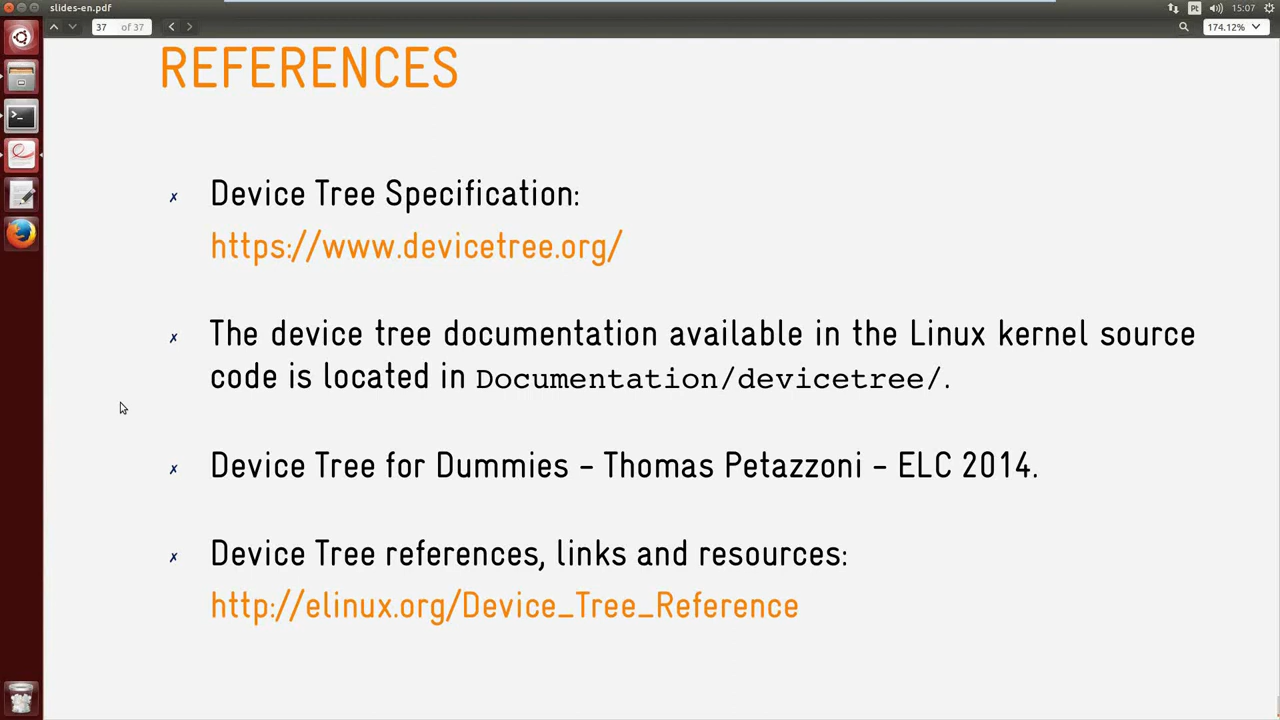 slides-en.pdf
Pt
15:07
37 of 37
174.12%
REFERENCES
✗ Device Tree Specification:
https://www.devicetree.org/
✗ The device tree documentation available in the Linux kernel source
code is located in Documentation/devicetree/.
✗ Device Tree for Dummies – Thomas Petazzoni – ELC 2014.
✗ Device Tree references, links and resources:
http://elinux.org/Device_Tree_Reference